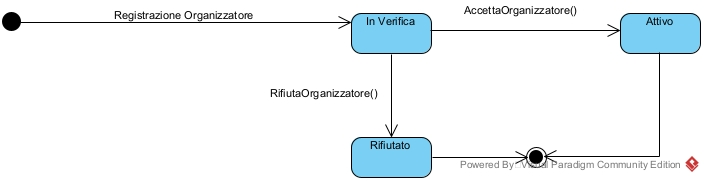 Registrazione Organizzatore
In Verifica
AccettaOrganizzatore()
Attivo
RifiutaOrganizzatore()
Rifiutato
Powered By: Visual Paradigm Community Edition